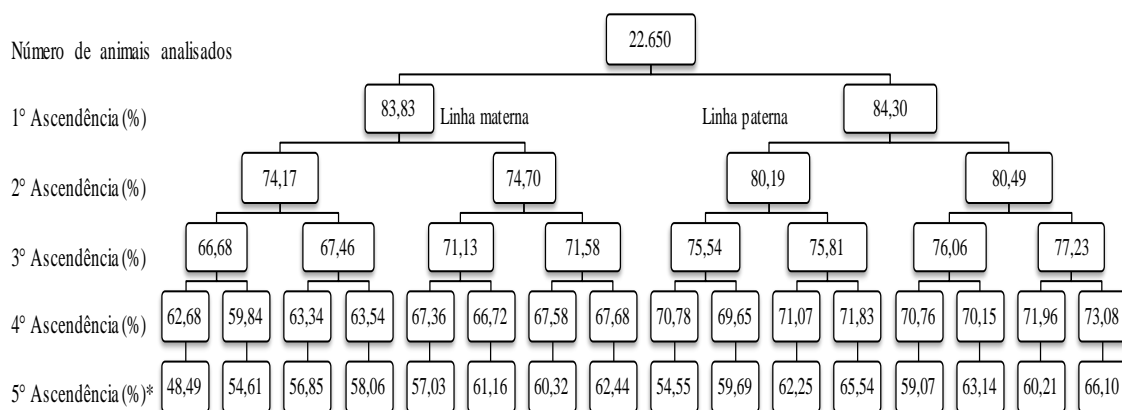 22.650
Número de animais analisados
1° Ascendência (%) 83,83 Linha materna Linha paterna 84,30
2° Ascendência (%) 74,17 74,70 80,19 80,49
3° Ascendência (%) 66,68 67,46 71,13 71,58 75,54 75,81 76,06 77,23
4° Ascendência (%) 62,68 59,84 63,34 63,54 67,36 66,72 67,58 67,68 70,78 69,65 71,07 71,83 70,76 70,15 71,96 73,08
5° Ascendência (%)* 48,49 54,61 56,85 58,06 57,03 61,16 60,32 62,44 54,55 59,69 62,25 65,54 59,07 63,14 60,21 66,10